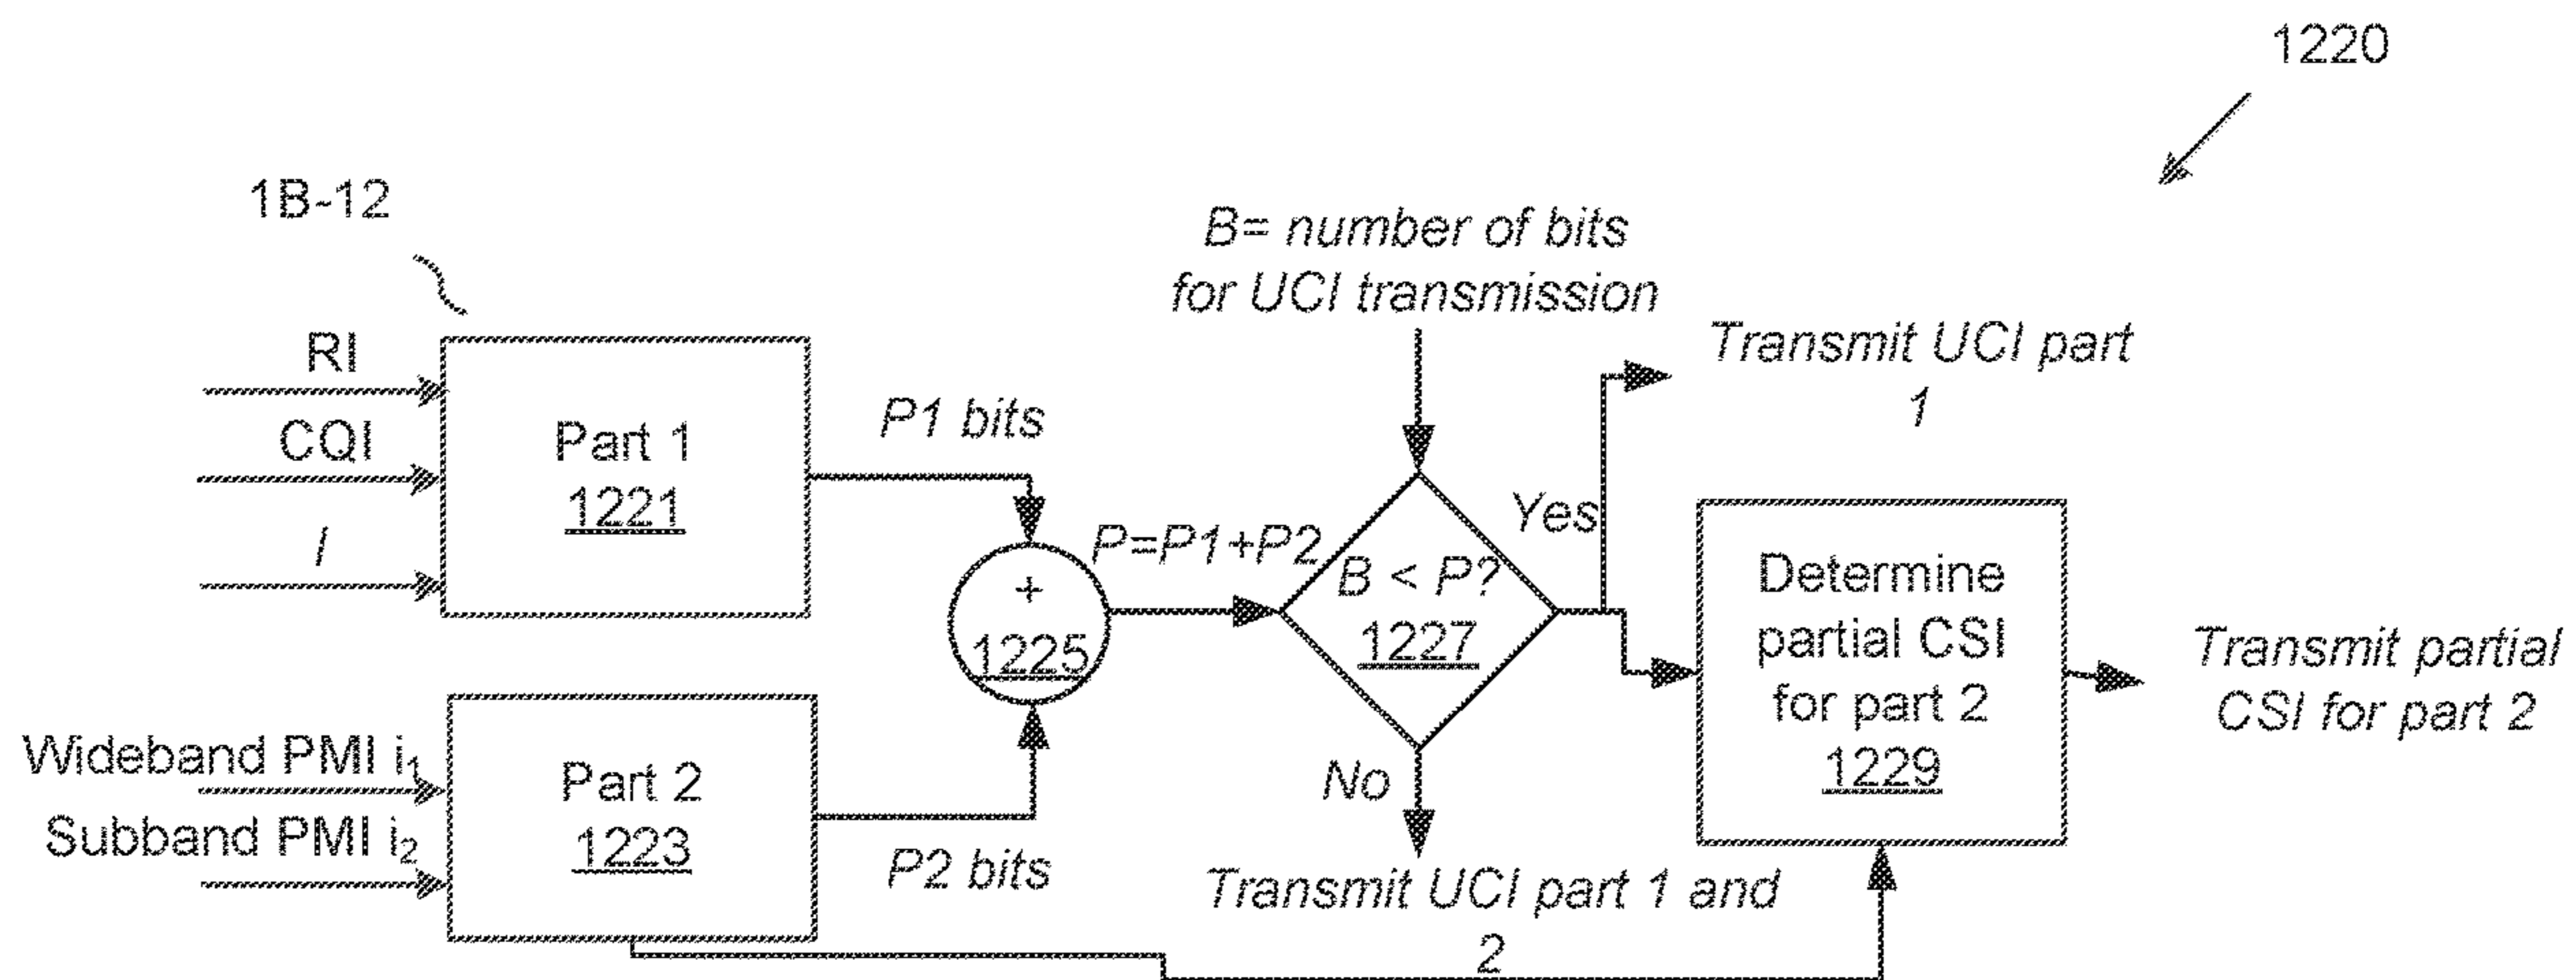 1220
1B-12
B= number of bits
for UCI transmission
RI
CQI
I
Part 1
1221
P1 bits
Transmit UCI part
1
Yes
P=P1+P2
+
1225
B < P?
1227
Determine
partial CSI
for part 2
1229
Transmit partial
CSI for part 2
Wideband PMI i1
Subband PMI i2
Part 2
1223
P2 bits
No
Transmit UCI part 1 and
2